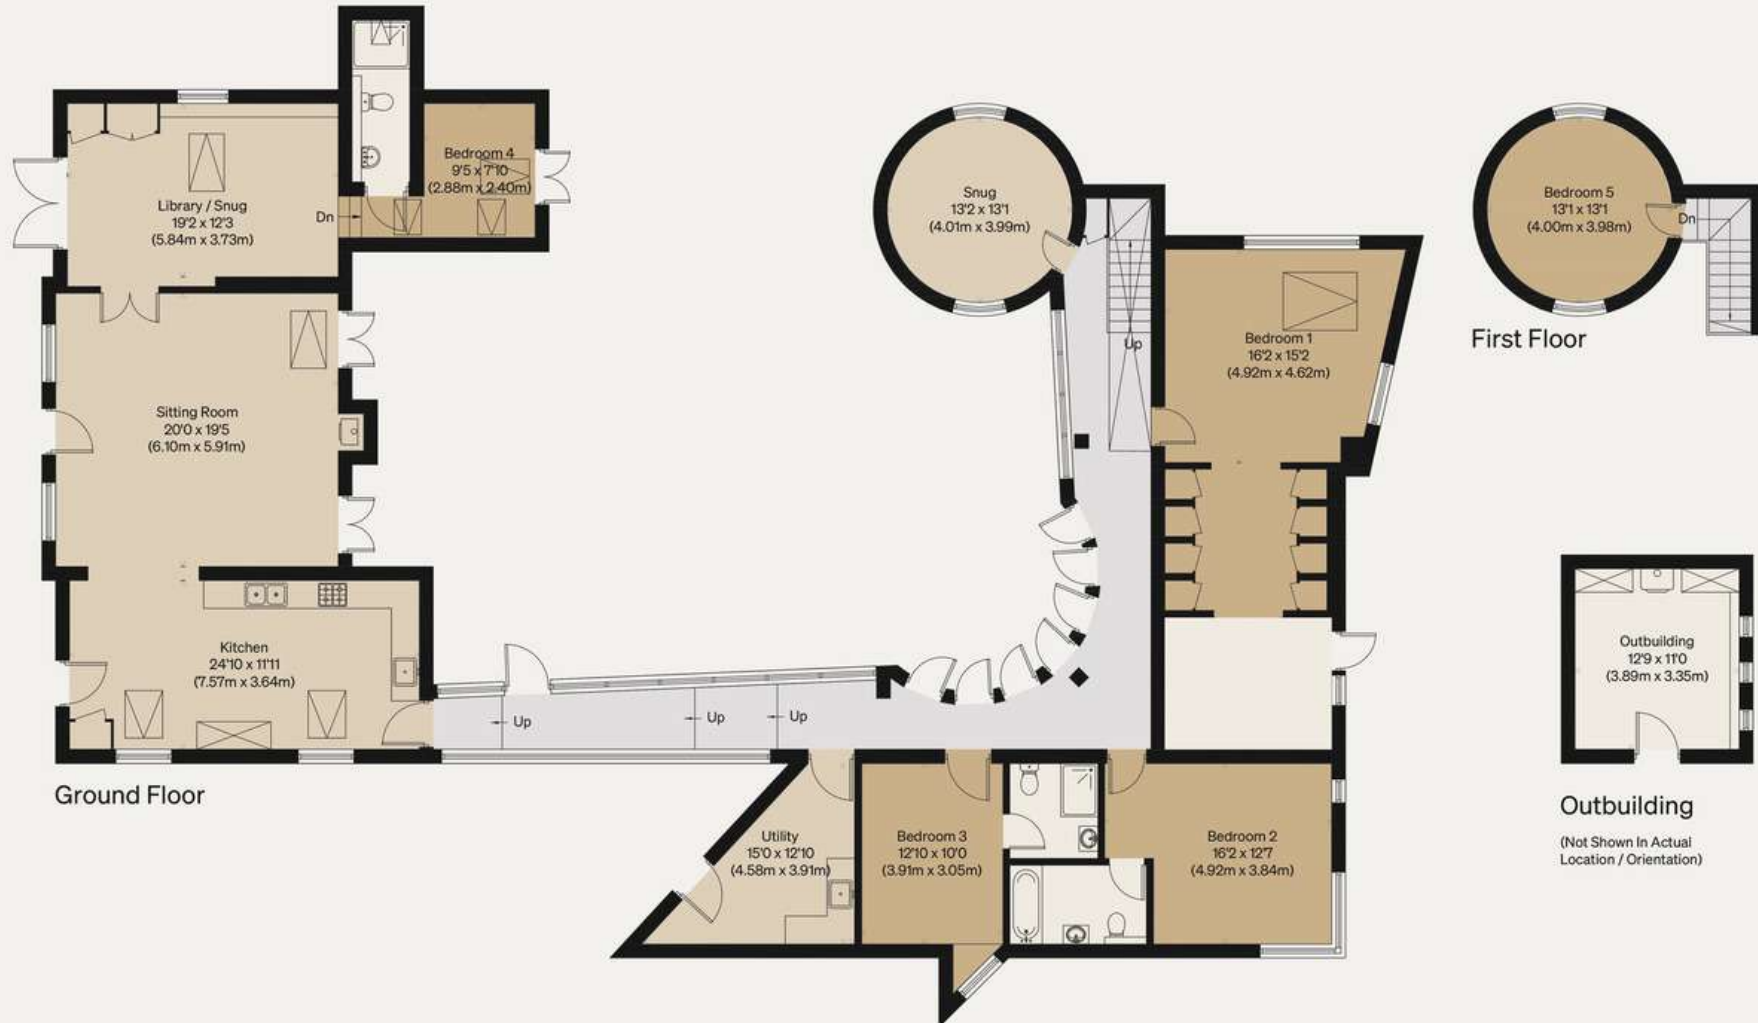 Bedroom 4
9'5 x 7'10
(2.88m x 2.40m)
Library / Snug
19'2 x 12'3
(5.84m x 3.73m)
Dn
Snug
13'2 x 13'1
(4.01m x 3.99m)
Bedroom 5
13'1 x 13'1
(4.00m x 3.98m)
Dn
First Floor
Up
Bedroom 1
16'2 x 15'2
(4.92m x 4.62m)
Sitting Room
20'0 x 19'5
(6.10m x 5.91m)
Kitchen
24'10 x 11'11
(7.57m x 3.64m)
Up
Up
Up
Outbuilding
12'9 x 11'0
(3.89m x 3.35m)
Ground Floor
Utility
15'0 x 12'10
(4.58m x 3.91m)
Bedroom 3
12'10 x 10'0
(3.91m x 3.05m)
Bedroom 2
16'2 x 12'7
(4.92m x 3.84m)
Outbuilding
(Not Shown In Actual
Location / Orientation)